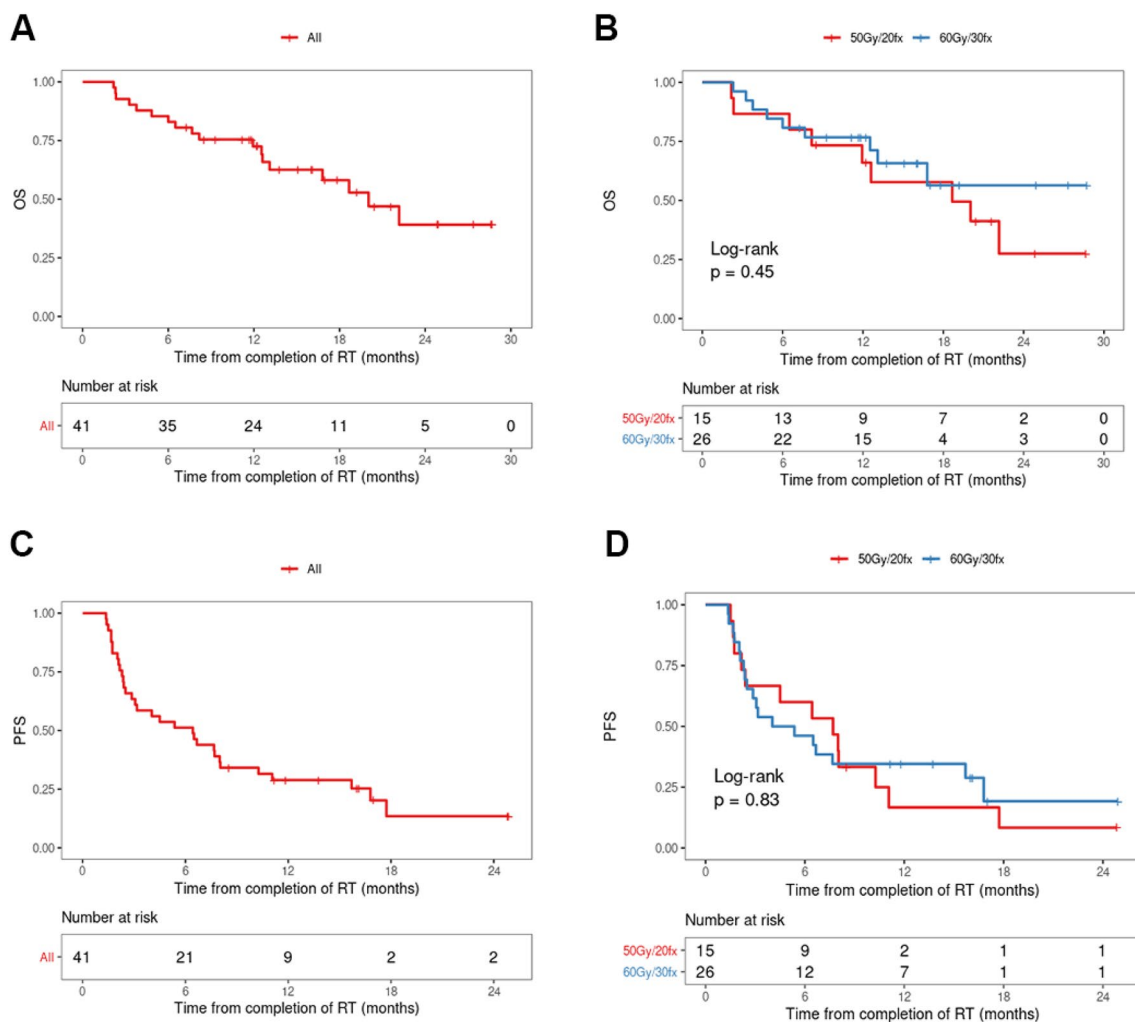 A
All
1.00
0.75
0.50
0.25
0.00
OS
0 6 12 18 24 30
Time from completion of RT (months)
Number at risk
All 41 35 24 11 5 0
0 6 12 18 24 30
Time from completion of RT (months)
B
50Gy/20fx 60Gy/30fx
1.00
0.75
0.50
0.25
0.00
OS
Log-rank
p = 0.45
0 6 12 18 24 30
Time from completion of RT (months)
Number at risk
50Gy/20fx 15 13 9 7 2 0
60Gy/30fx 26 22 15 4 3 0
0 6 12 18 24 30
Time from completion of RT (months)
C
All
1.00
0.75
0.50
0.25
0.00
PFS
0 6 12 18 24
Time from completion of RT (months)
Number at risk
All 41 21 9 2 2
0 6 12 18 24
Time from completion of RT (months)
D
50Gy/20fx 60Gy/30fx
1.00
0.75
0.50
0.25
0.00
PFS
Log-rank
p = 0.83
0 6 12 18 24
Time from completion of RT (months)
Number at risk
50Gy/20fx 15 9 2 1 1
60Gy/30fx 26 12 7 1 1
0 6 12 18 24
Time from completion of RT (months)